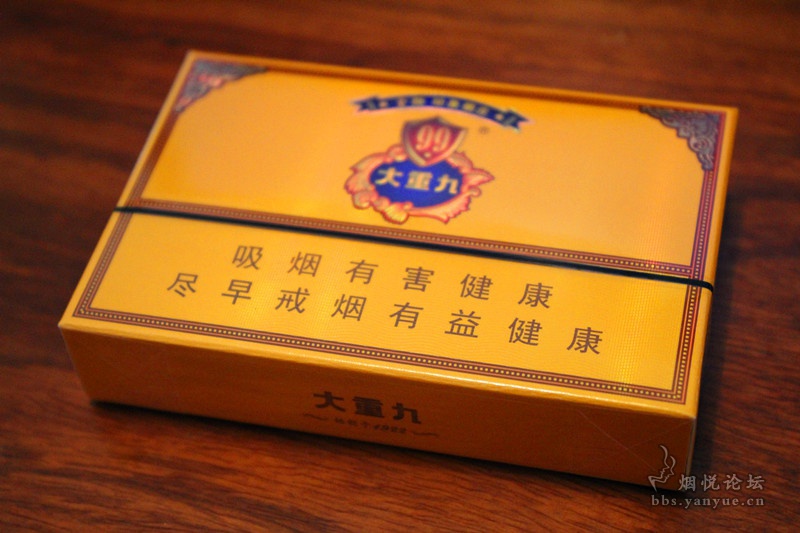 99
®
大重九
吸烟有害健康
尽早戒烟有益健康
大重九
烟悦论坛
bbs.yanyue.cn